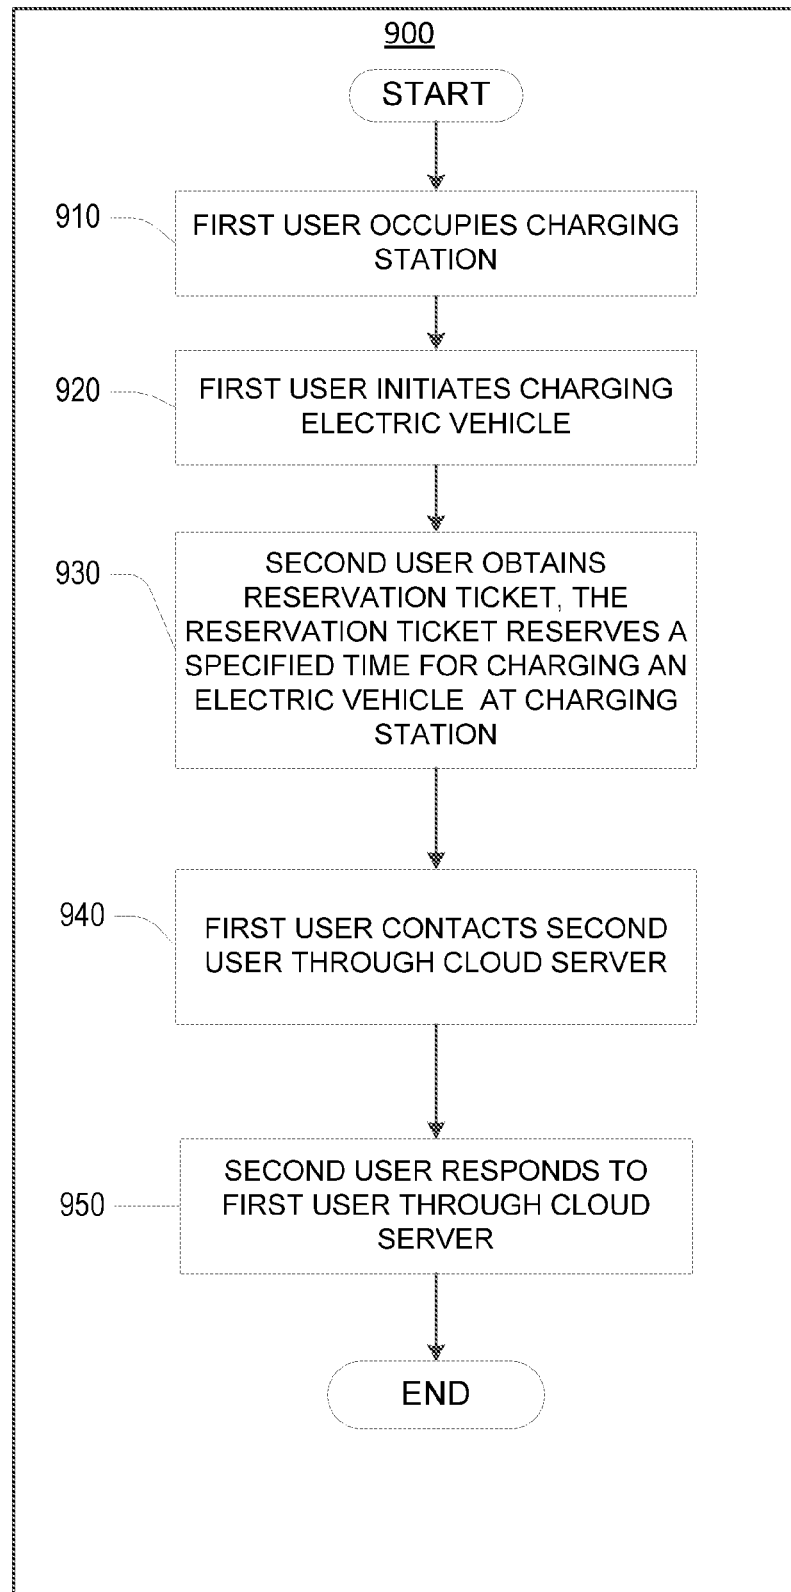 900
START
910
FIRST USER OCCUPIES CHARGING
STATION
920
FIRST USER INITIATES CHARGING
ELECTRIC VEHICLE
930
SECOND USER OBTAINS
RESERVATION TICKET, THE
RESERVATION TICKET RESERVES A
SPECIFIED TIME FOR CHARGING AN
ELECTRIC VEHICLE AT CHARGING
STATION
940
FIRST USER CONTACTS SECOND
USER THROUGH CLOUD SERVER
950
SECOND USER RESPONDS TO
FIRST USER THROUGH CLOUD
SERVER
END